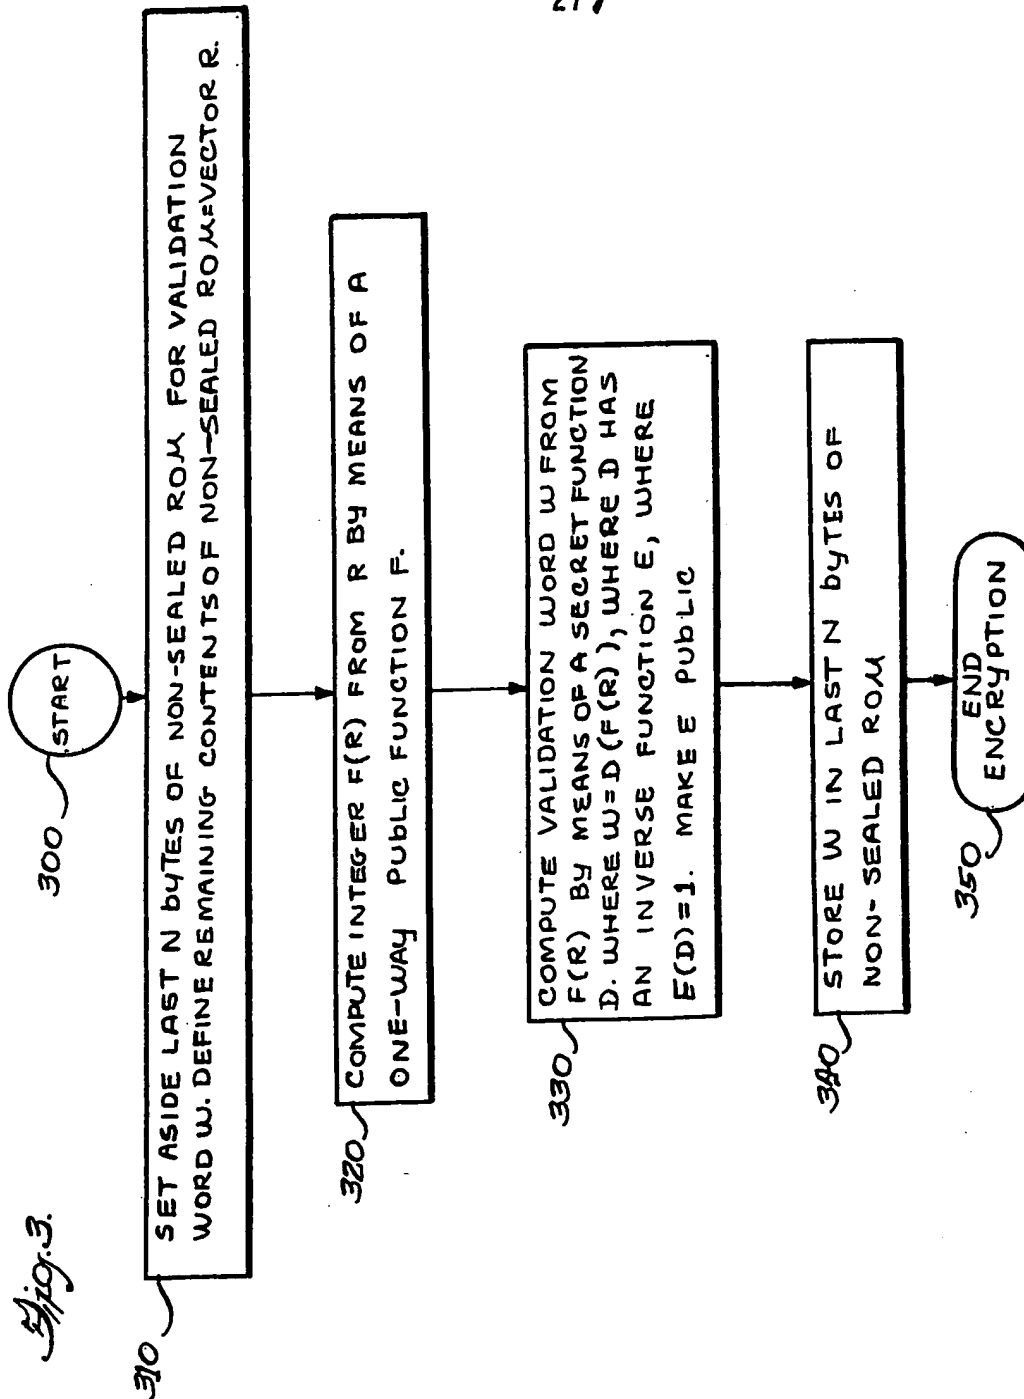 Fig. 3.
300
START
310
SET ASIDE LAST N bYTES OF NON-SEALED ROM FOR VALIDATION
WORD W. DEFINE REMAINING CONTENTS OF NON-SEALED ROM=VECTOR R.
320
COMPUTE INTEGER F(R) FROM R BY MEANS OF A
ONE-WAY PUBLIC FUNCTION F.
330
COMPUTE VALIDATION WORD W FROM
F(R) BY MEANS OF A SECRET FUNCTION
D. WHERE W=D(F(R)), WHERE D HAS
AN INVERSE FUNCTION E, WHERE
E(D)=1. MAKE E PUBLIC
340
STORE W IN LAST N bYTES OF
NON-SEALED ROM
350
END
ENCRYPTION